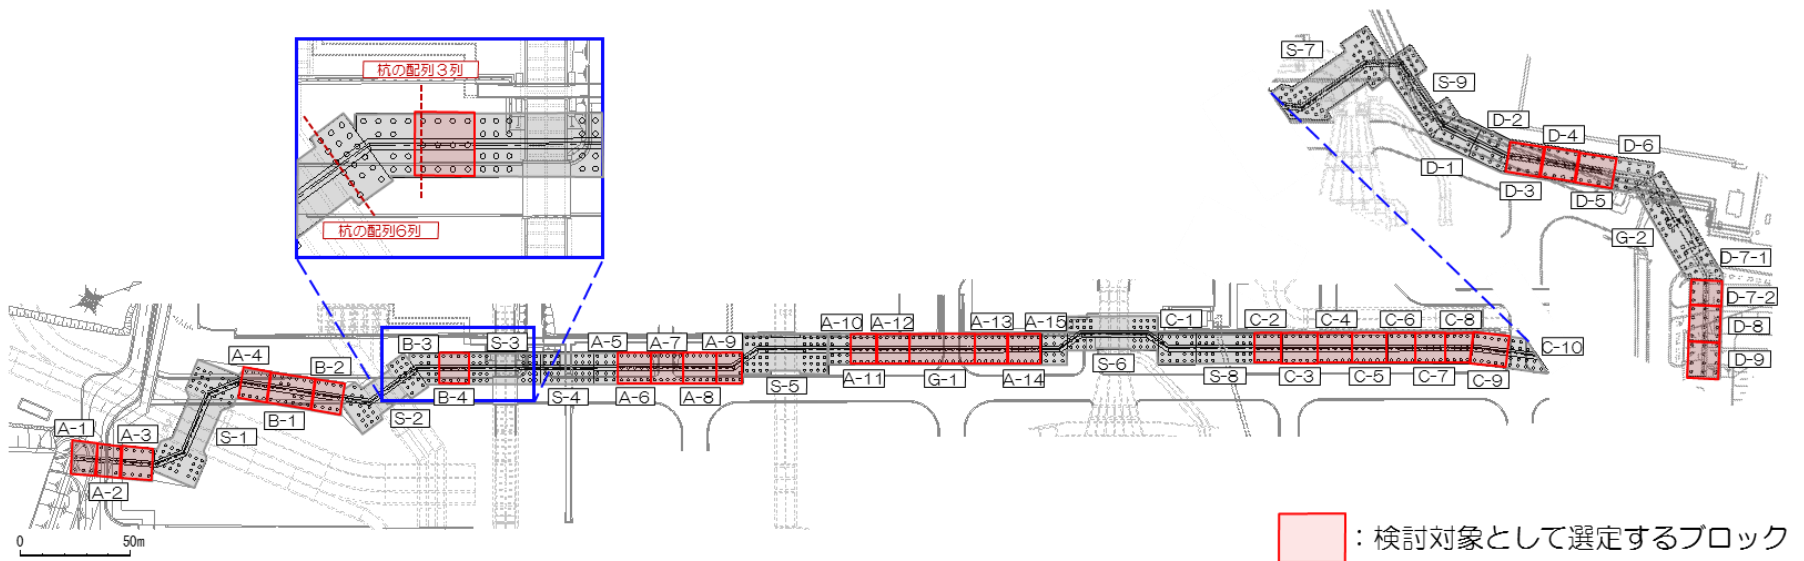 杭の配列3列
杭の配列6列
S-7
S-9
D-2
D-4
D-6
D-1
D-3
D-5
G-2
D-7-1
D-7-2
D-8
D-9
A-4
B-2
B-3
S-3
A-5
A-7
A-9
A-10
A-12
A-13
A-15
C-1
C-2
C-4
C-6
C-8
C-10
A-1
A-3
A-2
S-1
B-1
S-2
B-4
S-4
A-6
A-8
S-5
A-11
G-1
A-14
S-6
S-8
C-3
C-5
C-7
C-9
0 50m
：検討対象として選定するブロック